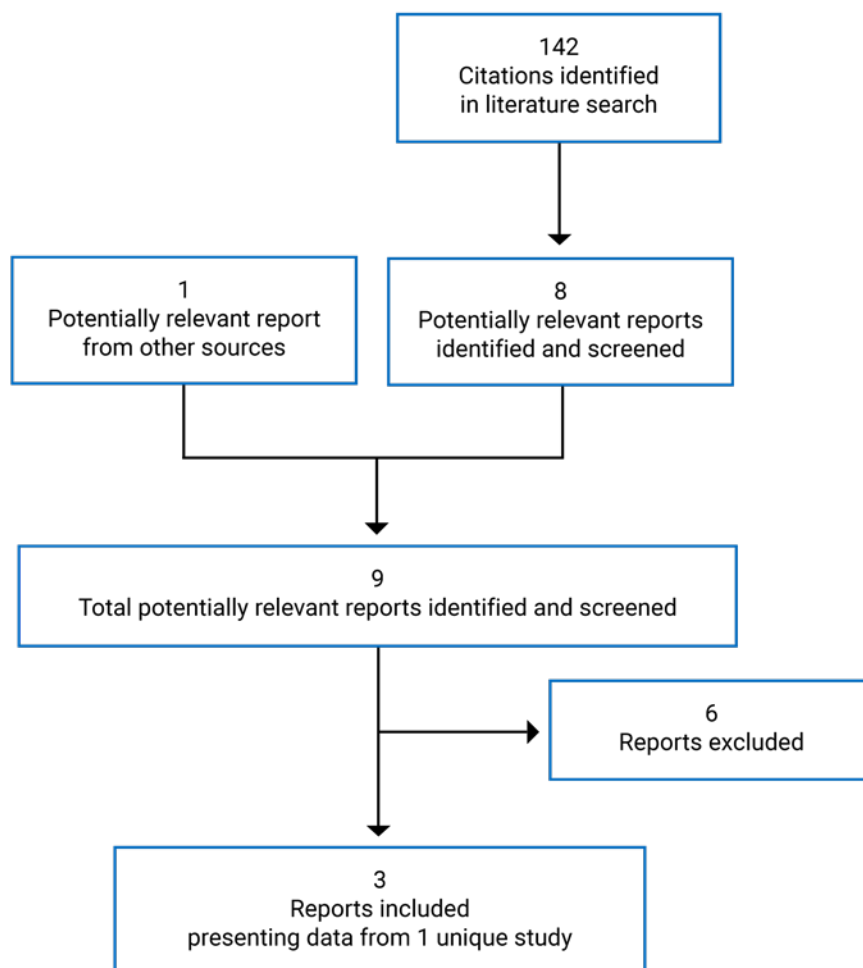 142
Citations identified
in literature search
1
Potentially relevant report
from other sources
8
Potentially relevant reports
identified and screened
9
Total potentially relevant reports identified and screened
6
Reports excluded
3
Reports included
presenting data from 1 unique study